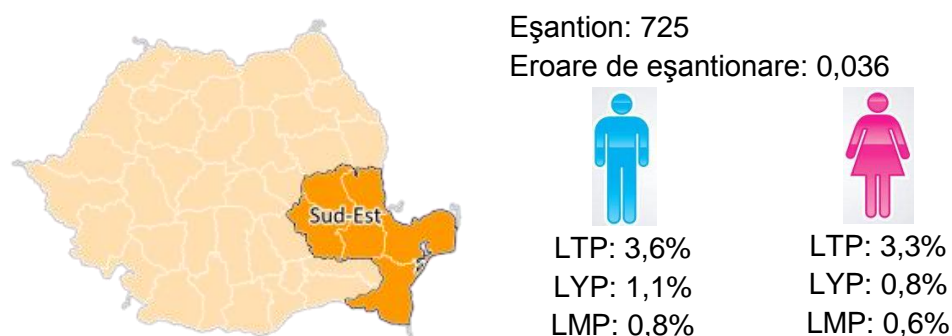 Eşantion: 725
Eroare de eşantionare: 0,036
Sud-Est
LTP: 3,6%
LYP: 1,1%
LMP: 0,8%
LTP: 3,3%
LYP: 0,8%
LMP: 0,6%